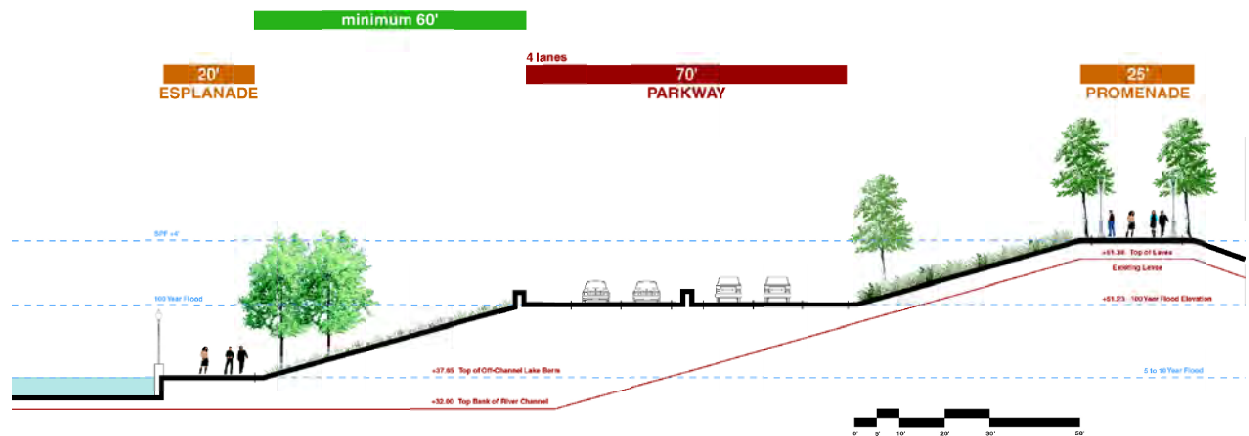 minimum 60'
4 lanes
20'
70'
25'
ESPLANADE
PARKWAY
PROMENADE
SPF +4'
Top of Levee
Existing Levee
100 Year Flood
+51.23 100 Year Flood Elevation
+37.65 Top of Off-Channel Lake Berm
5 to 10 Year Flood
+32.00 Top Bank of River Channel
0' 5' 10' 20' 30' 50'